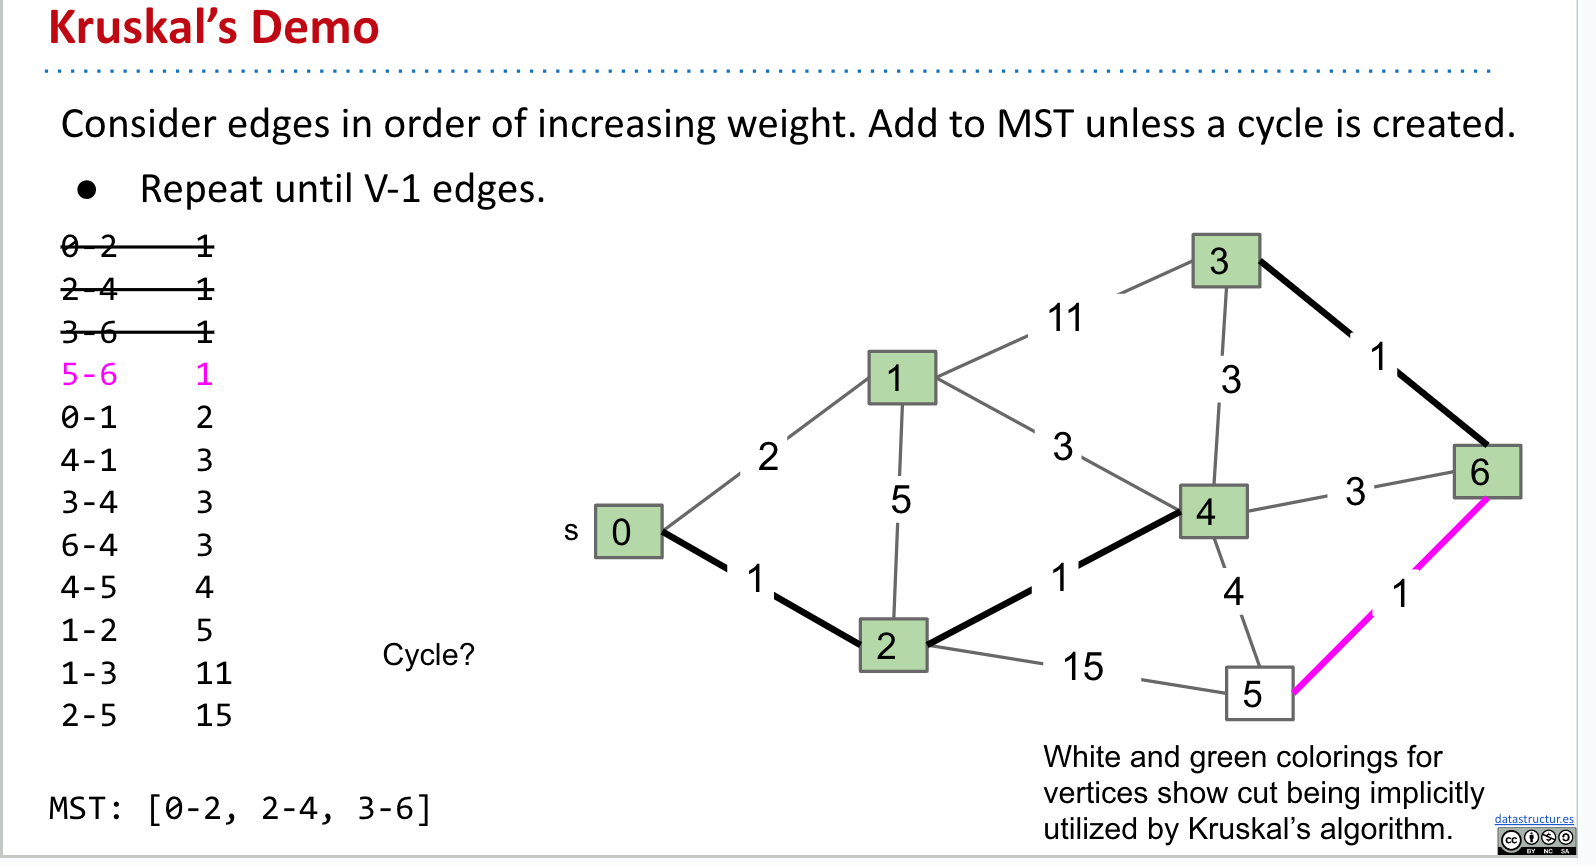 Kruskal's Demo
Consider edges in order of increasing weight. Add to MST unless a cycle is created.
● Repeat until V-1 edges.
0-2 1
2-4 1
3-6 1
5-6 1
0-1 2
4-1 3
3-4 3
6-4 3
4-5 4
1-2 5
1-3 11
2-5 15
Cycle?
MST: [0-2, 2-4, 3-6]
3
11
1
1
3
2
3
6
5
3
4
s 0
1
1
4
1
2
15
5
White and green colorings for
vertices show cut being implicitly
utilized by Kruskal's algorithm.
datastructur.es
cc
BY NC SA